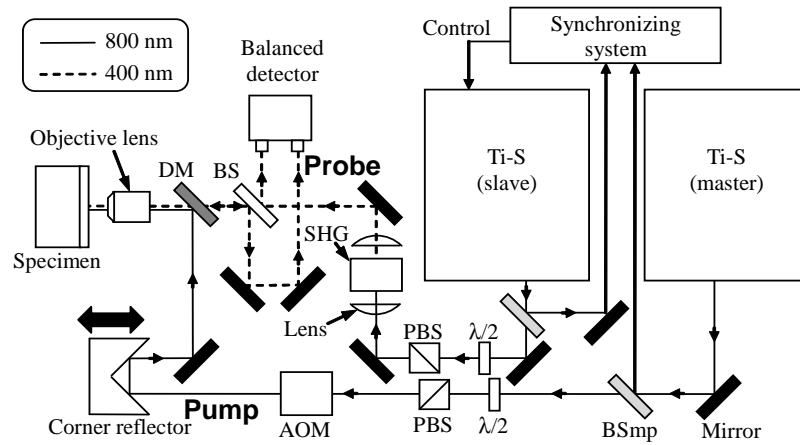 800 nm
400 nm
Balanced
detector
Control
Synchronizing
system
Objective lens
DM
BS
Probe
Ti-S
(slave)
Ti-S
(master)
SHG
Specimen
Lens
PBS
λ/2
Corner reflector
Pump
AOM
PBS
λ/2
BSmp
Mirror